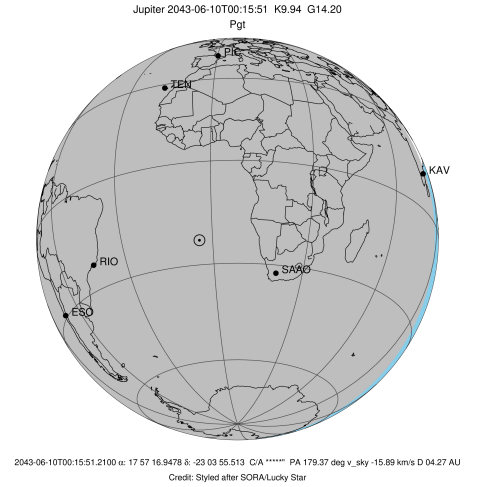 Jupiter 2043-06-10T00:15:51 K9.94 G14.20
Pgt
PIC
TEN
KAV
RIO
SAAO
ESO
2043-06-10T00:15:51.2100 α: 17 57 16.9478 δ: -23 03 55.513 C/A *****" PA 179.37 deg v_sky -15.89 km/s D 04.27 AU
Credit: Styled after SORA/Lucky Star